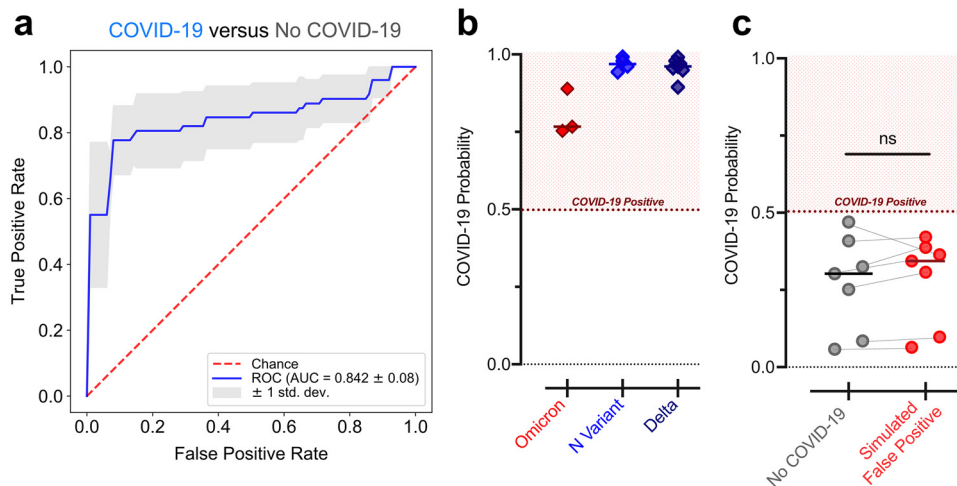 a
COVID-19 versus No COVID-19
True Positive Rate
1.0
0.8
0.6
0.4
0.2
0.0
Chance
ROC (AUC = 0.842 ± 0.08)
± 1 std. dev.
0.0 0.2 0.4 0.6 0.8 1.0
False Positive Rate
b
COVID-19 Probability
1.0
0.5
0.0
COVID-19 Positive
Omicron
N Variant
Delta
c
COVID-19 Probability
1.0
0.5
0.0
ns
COVID-19 Positive
No COVID-19
Simulated
False Positive